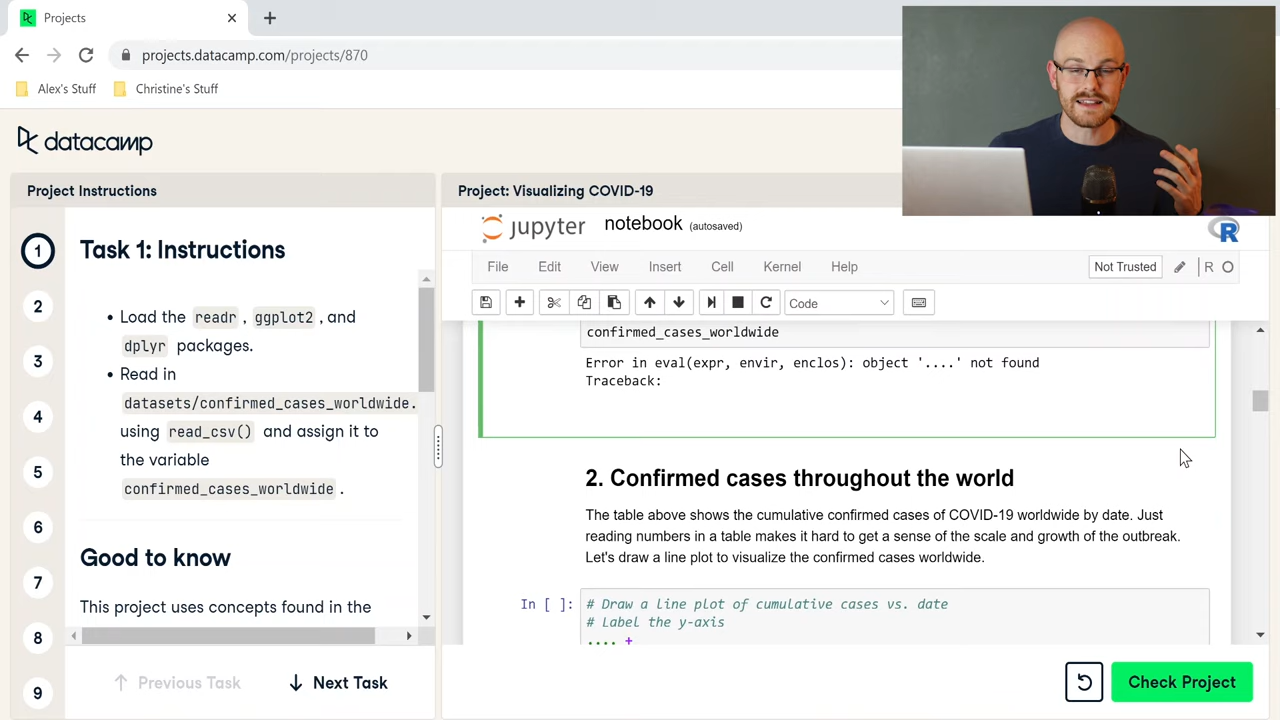 Projects
projects.datacamp.com/projects/870
Alex's Stuff
Christine's Stuff
datacamp
Project Instructions
1
2
3
4
5
6
7
8
9
Task 1: Instructions
• Load the readr , ggplot2 , and
dplyr packages.
• Read in
datasets/confirmed_cases_worldwide.
using read_csv() and assign it to
the variable
confirmed_cases_worldwide .
Good to know
This project uses concepts found in the
Previous Task
Next Task
Project: Visualizing COVID-19
jupyter notebook (autosaved)
R
File Edit View Insert Cell Kernel Help
Not Trusted
R
Code
confirmed_cases_worldwide
Error in eval(expr, envir, enclos): object '....' not found
Traceback:
2. Confirmed cases throughout the world
The table above shows the cumulative confirmed cases of COVID-19 worldwide by date. Just
reading numbers in a table makes it hard to get a sense of the scale and growth of the outbreak.
Let's draw a line plot to visualize the confirmed cases worldwide.
In [ ]: # Draw a line plot of cumulative cases vs. date
# Label the y-axis
.... +
Check Project